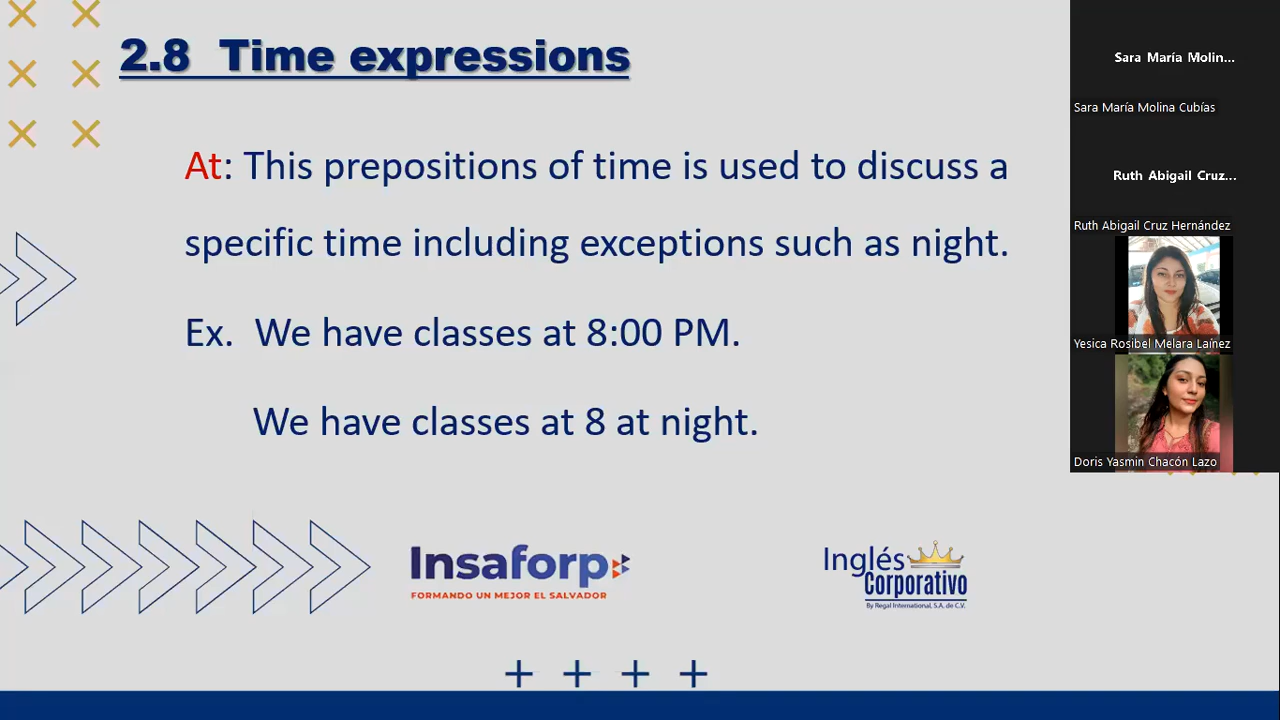 2.8 Time expressions
At: This prepositions of time is used to discuss a
specific time including exceptions such as night.
Ex. We have classes at 8:00 PM.
We have classes at 8 at night.
Insaforp
FORMANDO UN MEJOR EL SALVADOR
Inglés
Corporativo
By Regal International, S.A. de C.V.
Sara María Molin...
Sara María Molina Cubías
Ruth Abigail Cruz...
Ruth Abigail Cruz Hernández
Yesica Rosibel Melara Laínez
Doris Yasmin Chacón Lazo